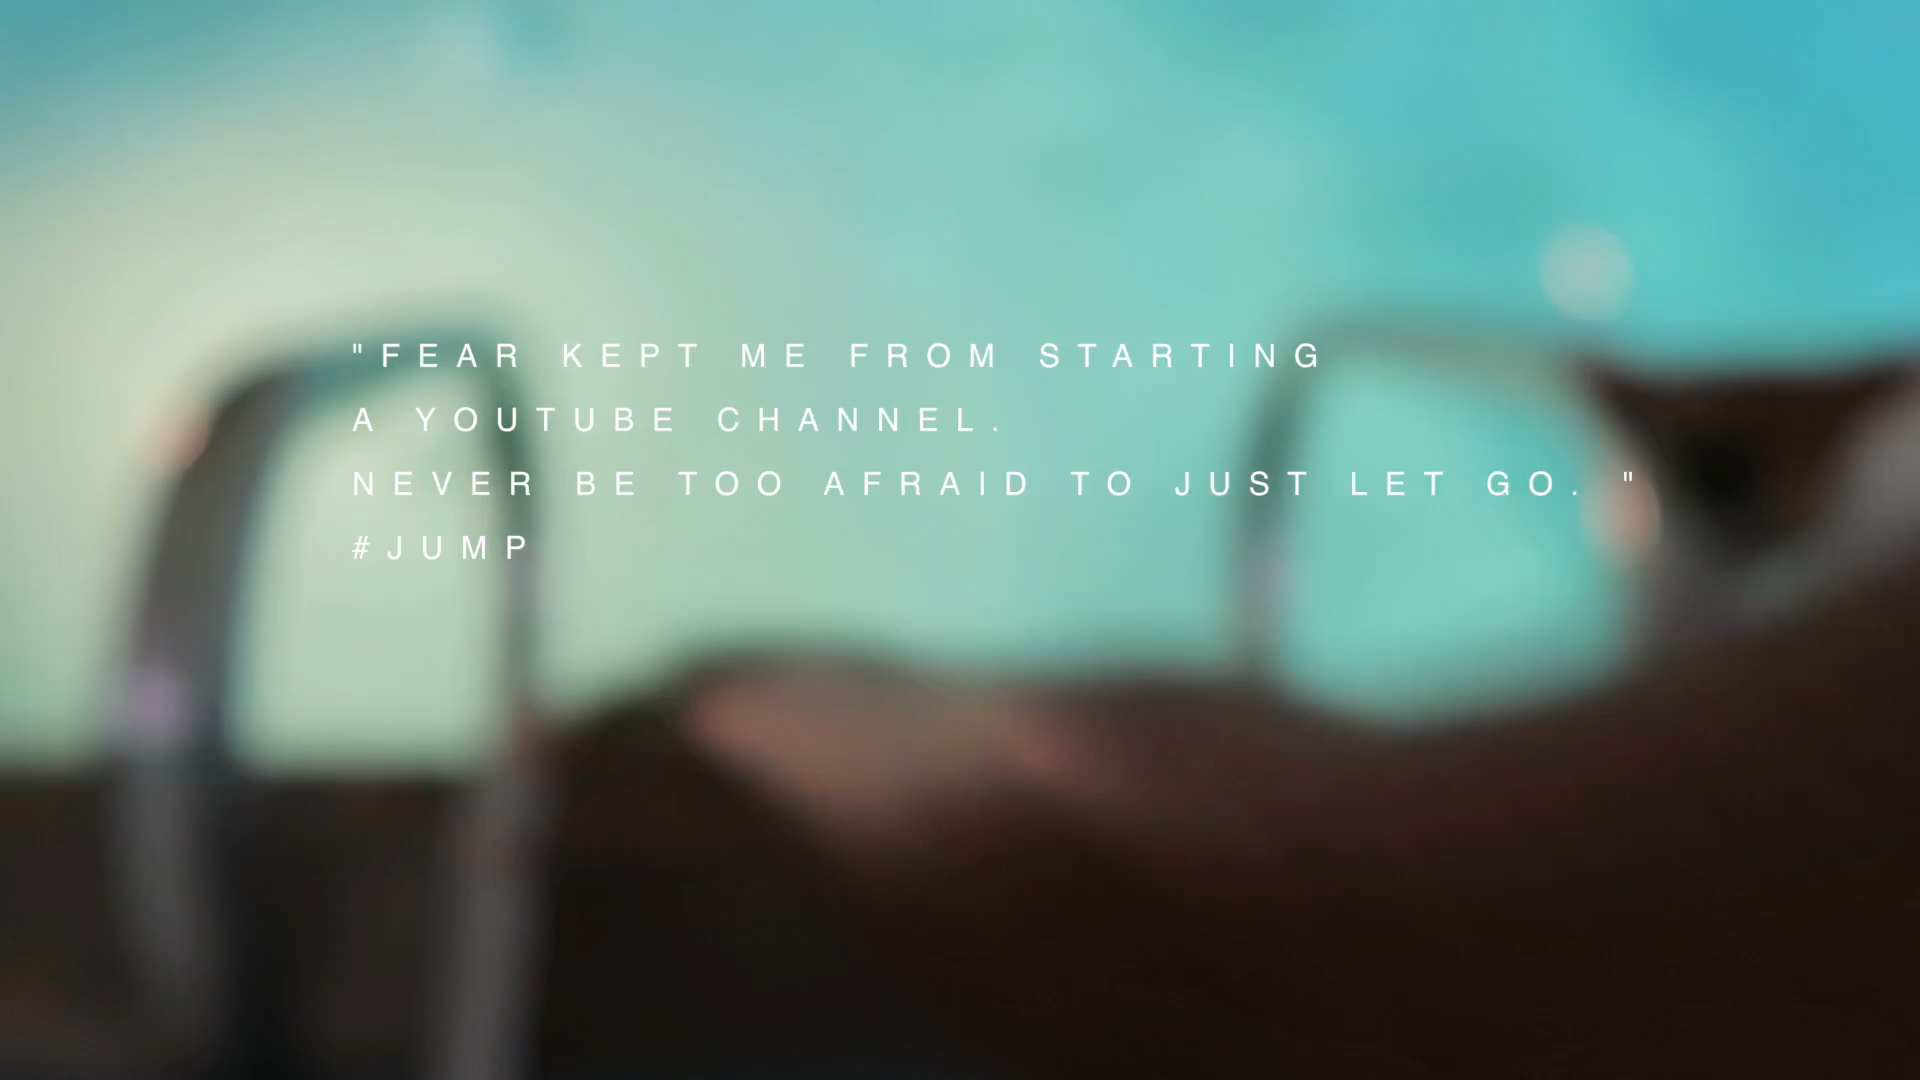 "FEAR KEPT ME FROM STARTING
A YOUTUBE CHANNEL.
NEVER BE TOO AFRAID TO JUST LET GO. "
#JUMP